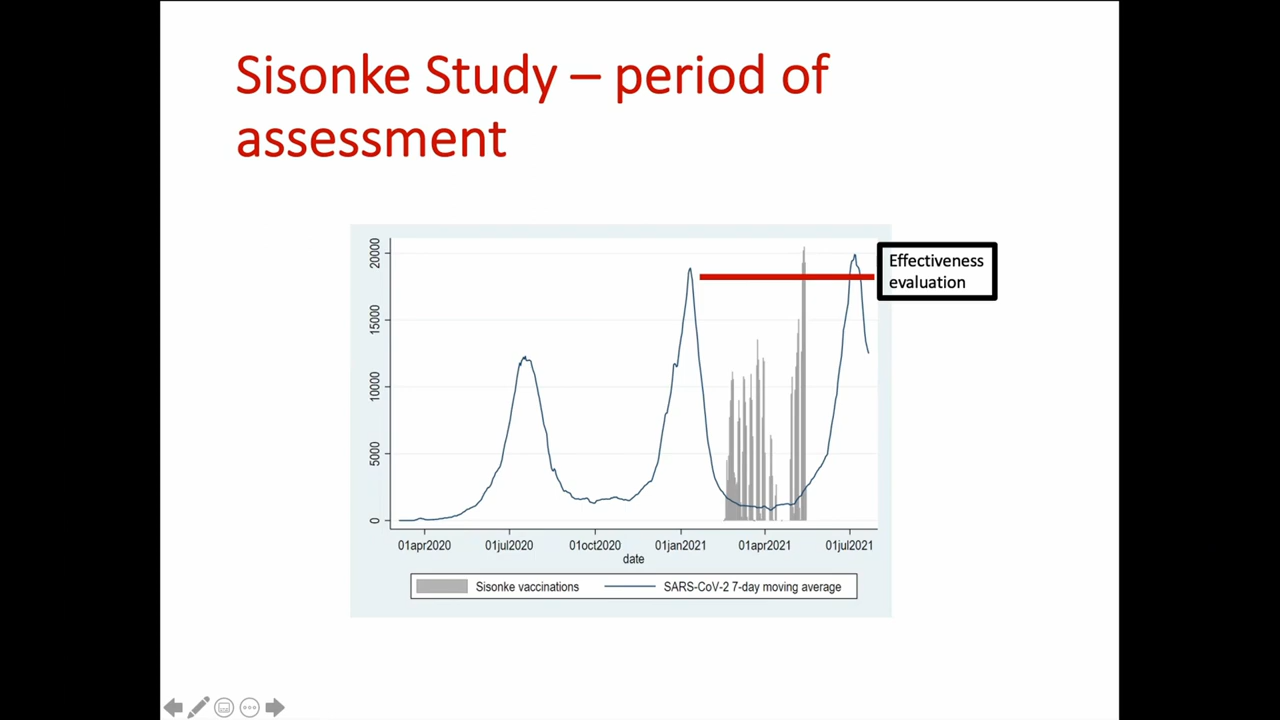 Sisonke Study – period of
assessment
Effectiveness
evaluation
20000
15000
10000
5000
0
01apr2020 01jul2020 01oct2020 01jan2021 01apr2021 01jul2021
date
Sisonke vaccinations SARS-CoV-2 7-day moving average